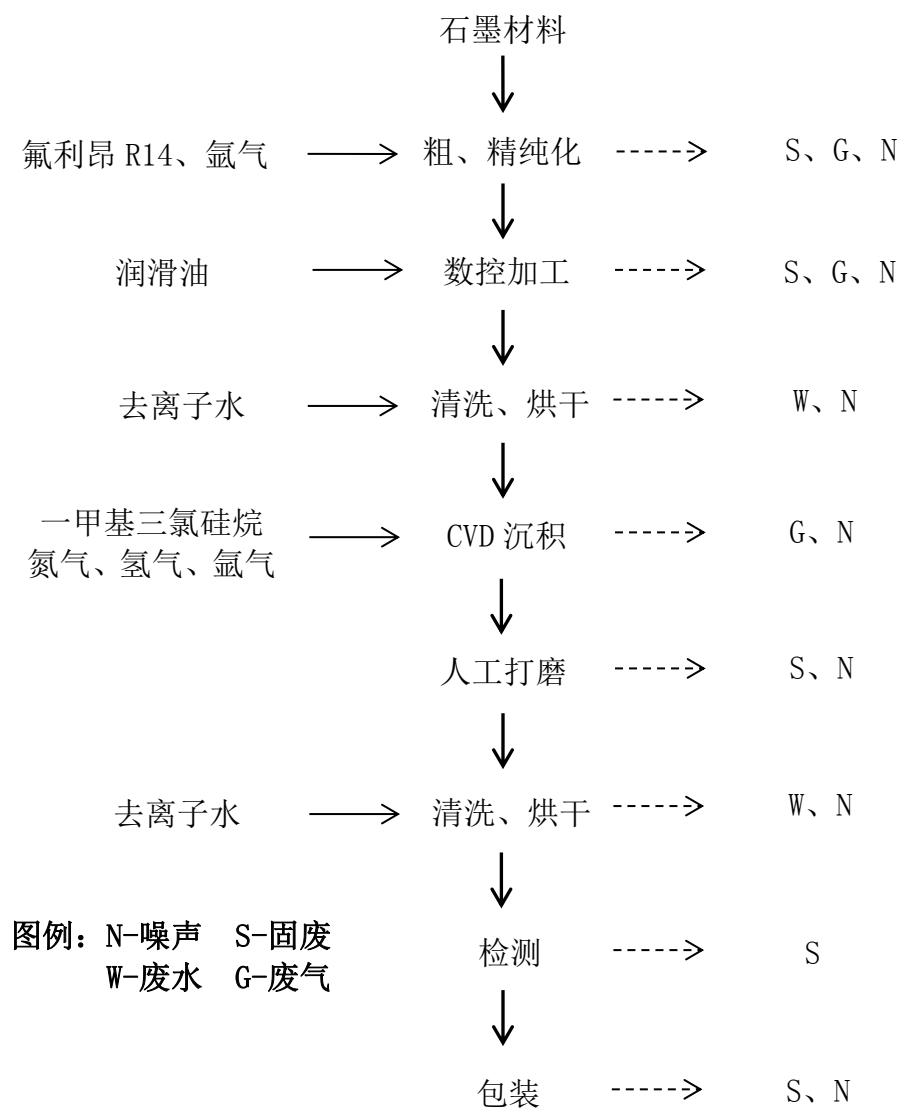 石墨材料
氟利昂 R14、氩气 粗、精纯化 S、G、N
润滑油 数控加工 S、G、N
去离子水 清洗、烘干 W、N
一甲基三氯硅烷
氮气、氢气、氩气 CVD 沉积 G、N
人工打磨 S、N
去离子水 清洗、烘干 W、N
图例：N-噪声 S-固废
W-废水 G-废气
检测 S
包装 S、N